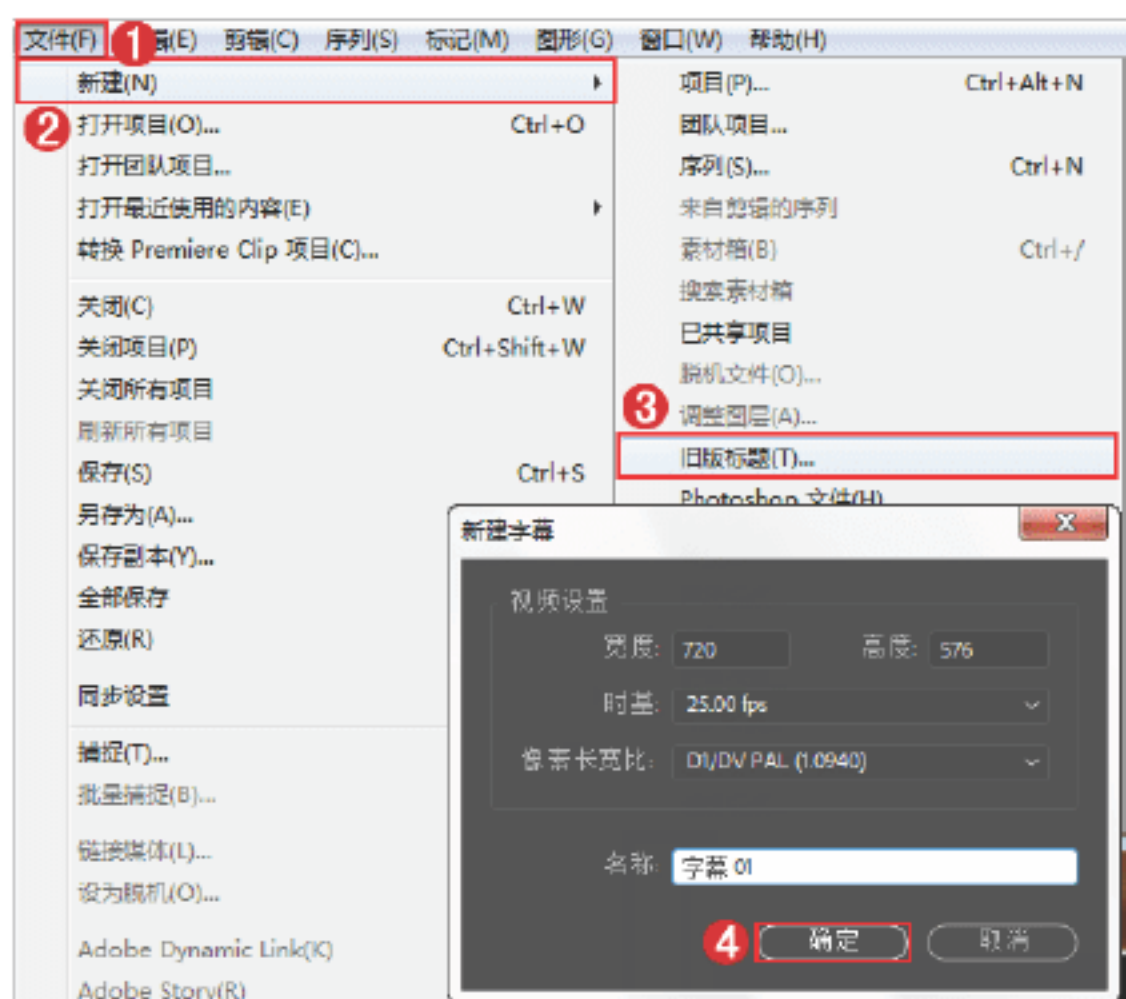 文件(F) 辑(E) 剪辑(C) 序列(S) 标记(M) 图形(G) 窗口(W) 帮助(H)
1
新建(N)
2
打开项目(O)... Ctrl+O
打开团队项目...
打开最近使用的内容(E)
转换 Premiere Clip 项目(C)...
关闭(C) Ctrl+W
关闭项目(P) Ctrl+Shift+W
关闭所有项目
刷新所有项目
保存(S) Ctrl+S
另存为(A)...
保存副本(Y)...
全部保存
还原(R)
同步设置
捕捉(T)...
批量捕捉(B)...
链接媒体(L)...
设为脱机(O)...
Adobe Dynamic Link(K)
Adobe Story(R)
项目(P)... Ctrl+Alt+N
团队项目...
序列(S)... Ctrl+N
来自剪辑的序列
素材箱(B) Ctrl+/
搜索素材箱
已共享项目
脱机文件(O)...
3
调整图层(A)...
旧版标题(T)...
Photoshop 文件(H)
新建字幕
视频设置
宽度: 720 高度: 576
时基: 25.00 fps
像素长宽比: D1/DV PAL (1.0940)
名称: 字幕 01
4 确定 取消